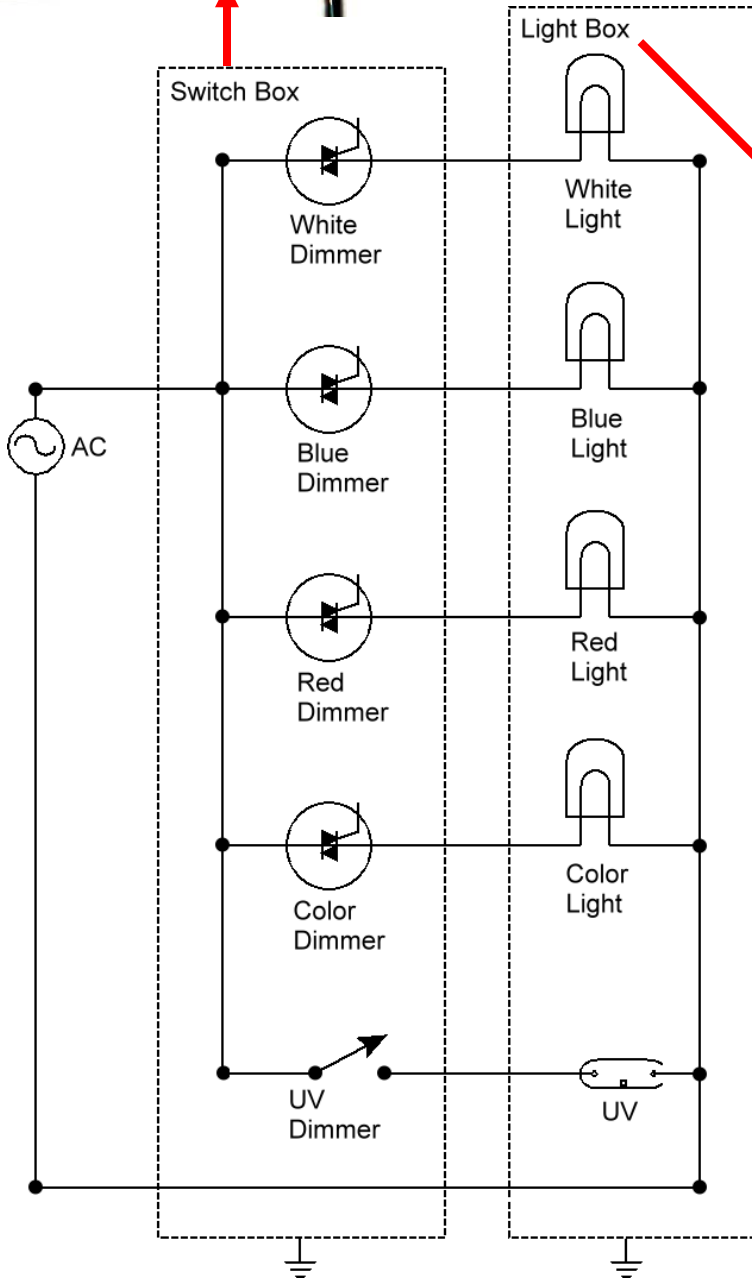 Light Box
Switch Box
White
Dimmer
White
Light
AC
Blue
Dimmer
Blue
Light
Red
Dimmer
Red
Light
Color
Dimmer
Color
Light
UV
Dimmer
UV